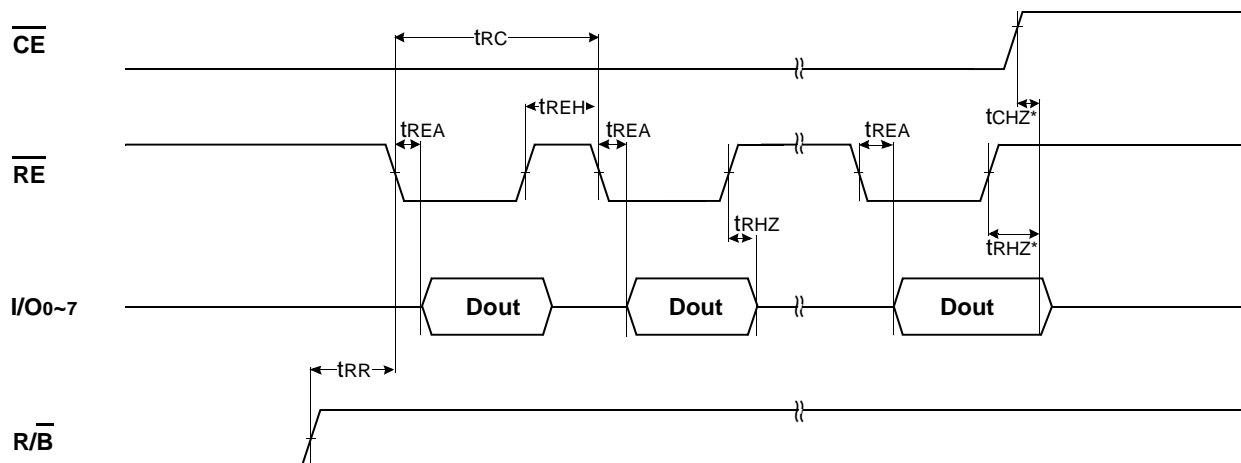 CE
tRC
tCHZ*
tREH
tREA
tREA
tREA
RE
tRHZ
tRHZ*
I/O0~7
Dout
Dout
Dout
tRR
R/B